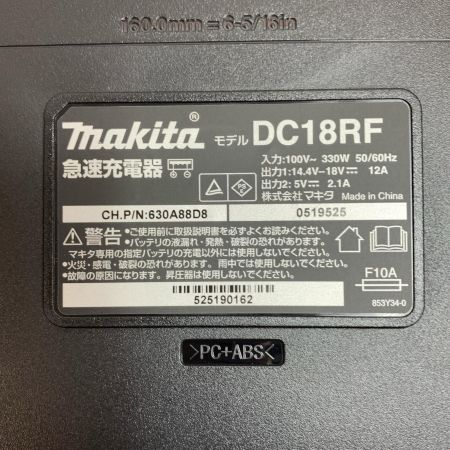 160.0mm = 6-5/16in
makita® モデル DC18RF
急速充電器
入力:100V~ 330W 50/60Hz
出力1:14.4V⎓18V⎓ 12A
出力2: 5V⎓ 2.1A
株式会社マキタ Made in China
PS E
CH.P/N:630A88D8
0519525
⚠警告
•ご使用前に、取扱説明書をよくお読みください。
•バッテリの液漏れ・発熱・破裂の恐れがあります。
マキタ専用の指定バッテリの充電以外には使用しないでください。
•火災・感電・破裂の恐れがあります。雨中では使用しないでください。
•故障の原因になります。昇圧器は使用しないでください。
F10A
525190162
853Y34-0
>PC+ABS<